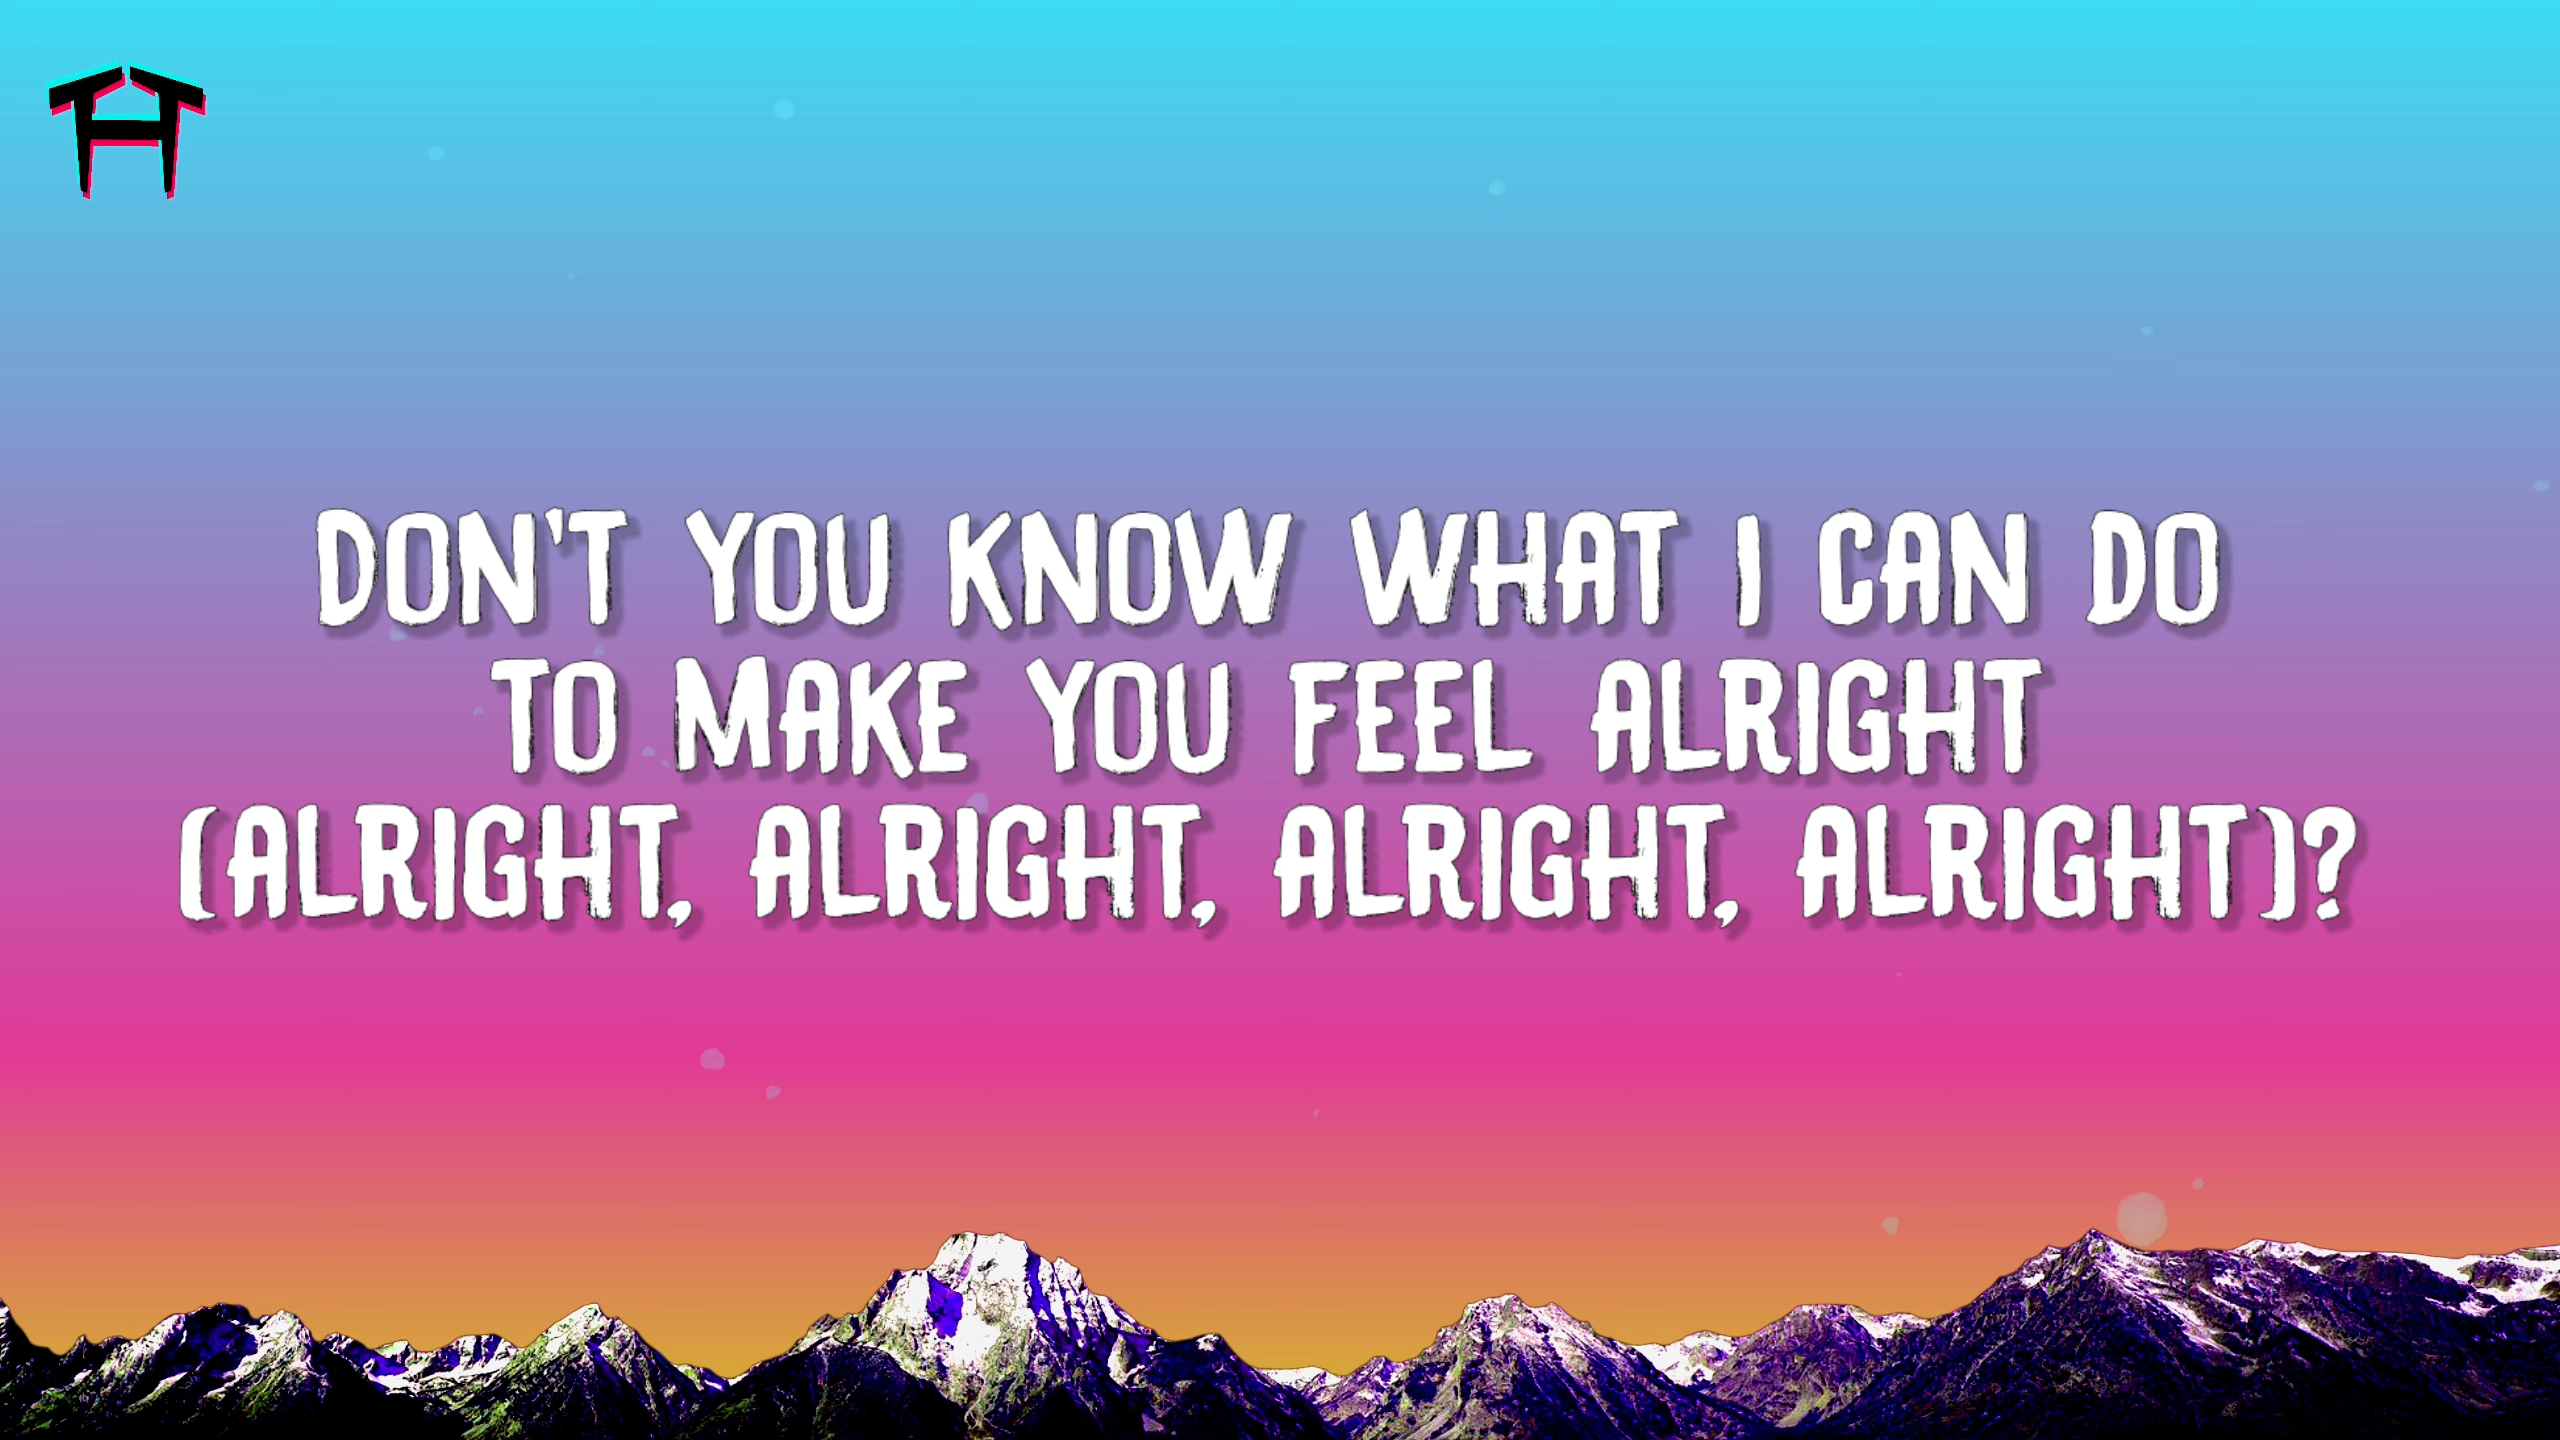 DON'T YOU KNOW WHAT I CAN DO
TO MAKE YOU FEEL ALRIGHT
(ALRIGHT, ALRIGHT, ALRIGHT, ALRIGHT)?